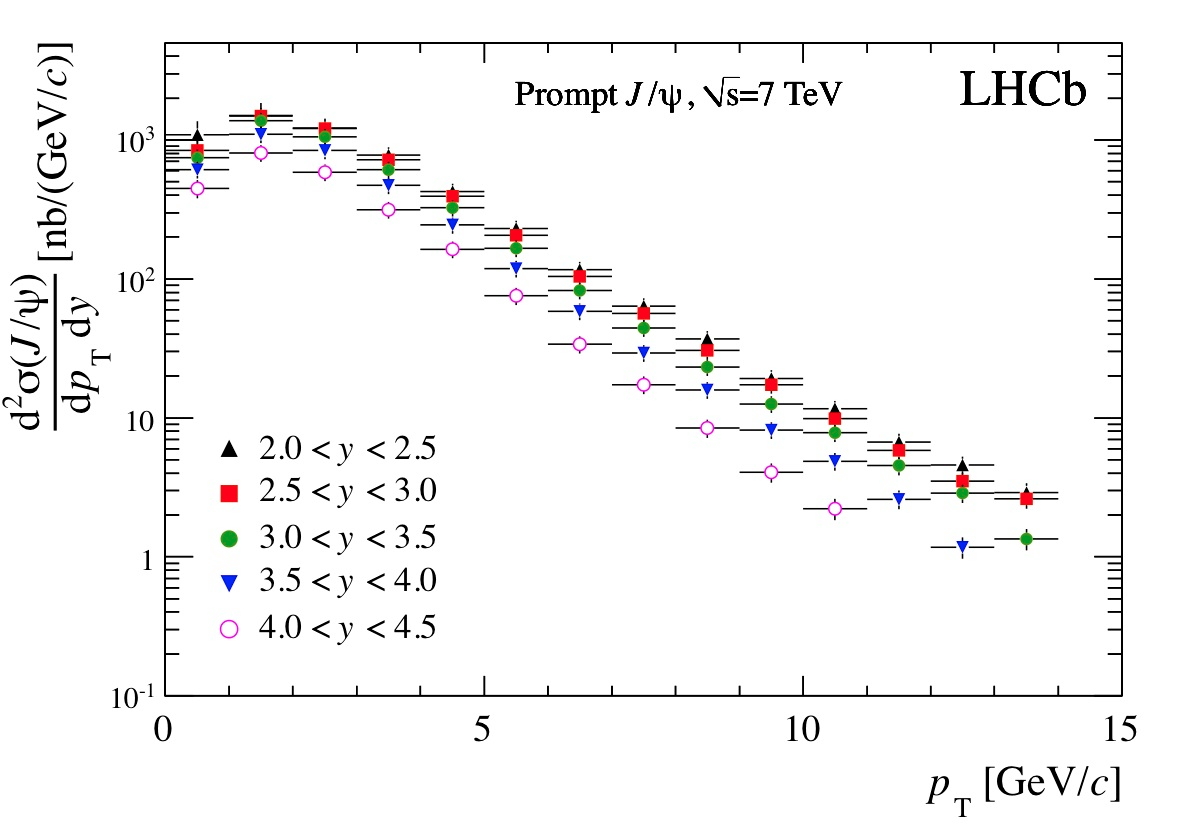 Prompt J/ψ, √s=7 TeV
LHCb
d²σ(J/ψ)
dp_T dy
[nb/(GeV/c)]
10³
10²
10
1
10⁻¹
2.0 < y < 2.5
2.5 < y < 3.0
3.0 < y < 3.5
3.5 < y < 4.0
4.0 < y < 4.5
0 5 10 15
p_T [GeV/c]